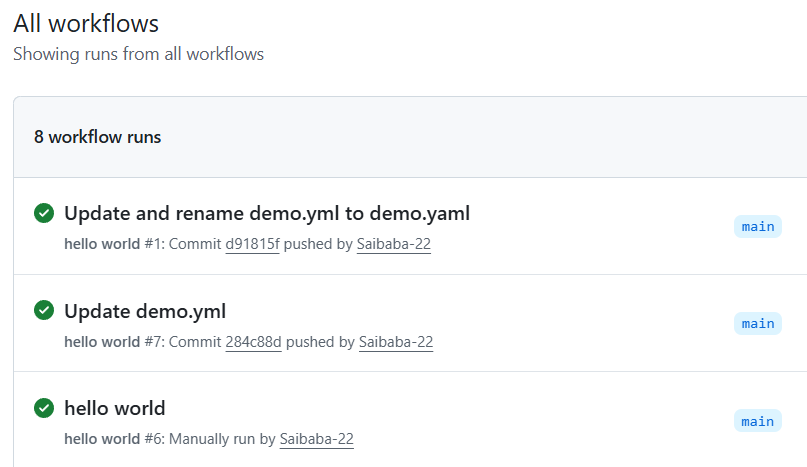 All workflows
Showing runs from all workflows
8 workflow runs
Update and rename demo.yml to demo.yaml
main
hello world #1: Commit d91815f pushed by Saibaba-22
Update demo.yml
main
hello world #7: Commit 284c88d pushed by Saibaba-22
hello world
main
hello world #6: Manually run by Saibaba-22